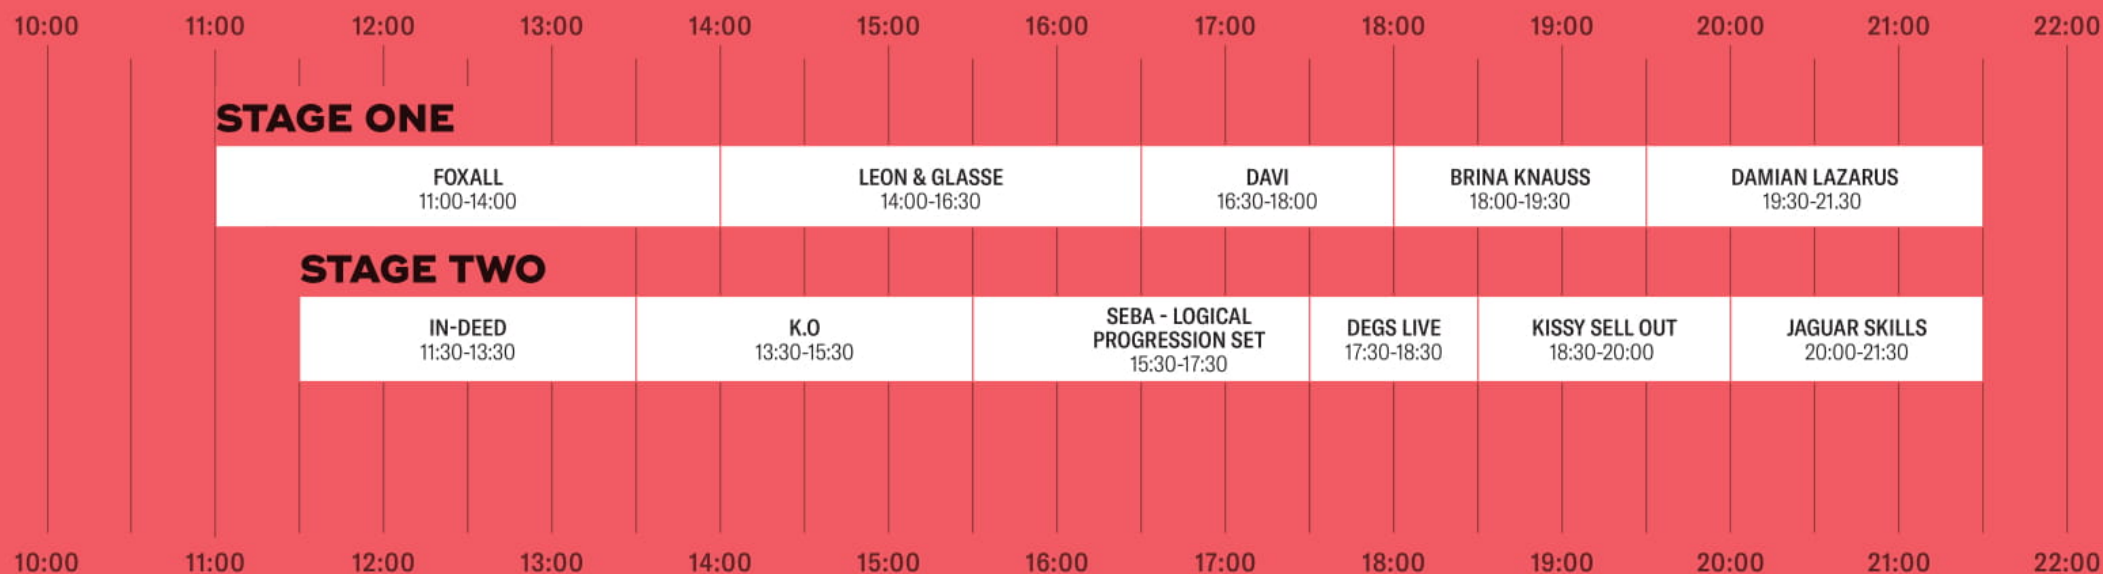 10:00 11:00 12:00 13:00 14:00 15:00 16:00 17:00 18:00 19:00 20:00 21:00 22:00
STAGE ONE
FOXALL
11:00-14:00
LEON & GLASSE
14:00-16:30
DAVI
16:30-18:00
BRINA KNAUSS
18:00-19:30
DAMIAN LAZARUS
19:30-21.30
STAGE TWO
IN-DEED
11:30-13:30
K.O
13:30-15:30
SEBA - LOGICAL
PROGRESSION SET
15:30-17:30
DEGS LIVE
17:30-18:30
KISSY SELL OUT
18:30-20:00
JAGUAR SKILLS
20:00-21:30
10:00 11:00 12:00 13:00 14:00 15:00 16:00 17:00 18:00 19:00 20:00 21:00 22:00